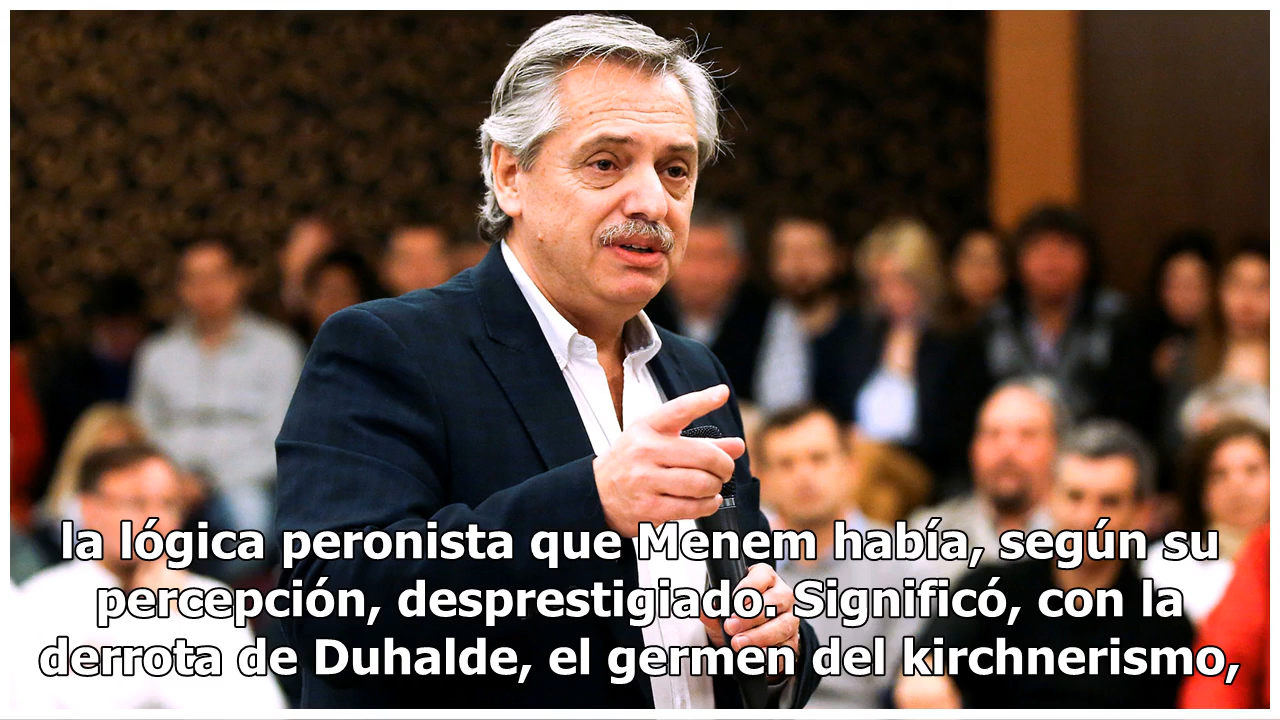 la lógica peronista que Menem había, según su
percepción, desprestigiado. Significó, con la
derrota de Duhalde, el germen del kirchnerismo,